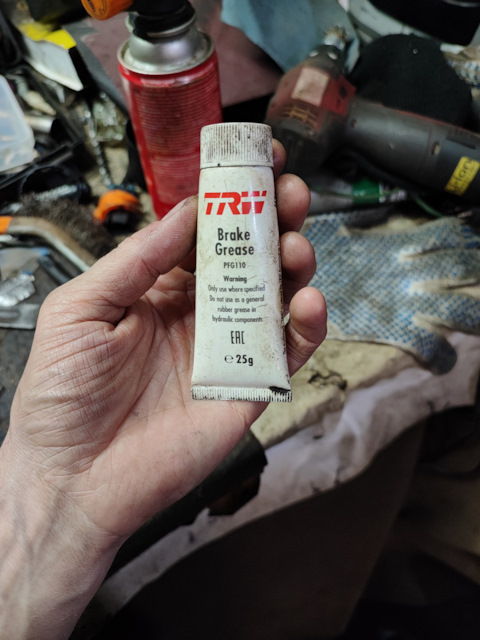 TRW
Brake
Grease
PFG110
Warning
Only use where specified
Do not use as a general
rubber grease in
hydraulic components
EAC
℮ 25g